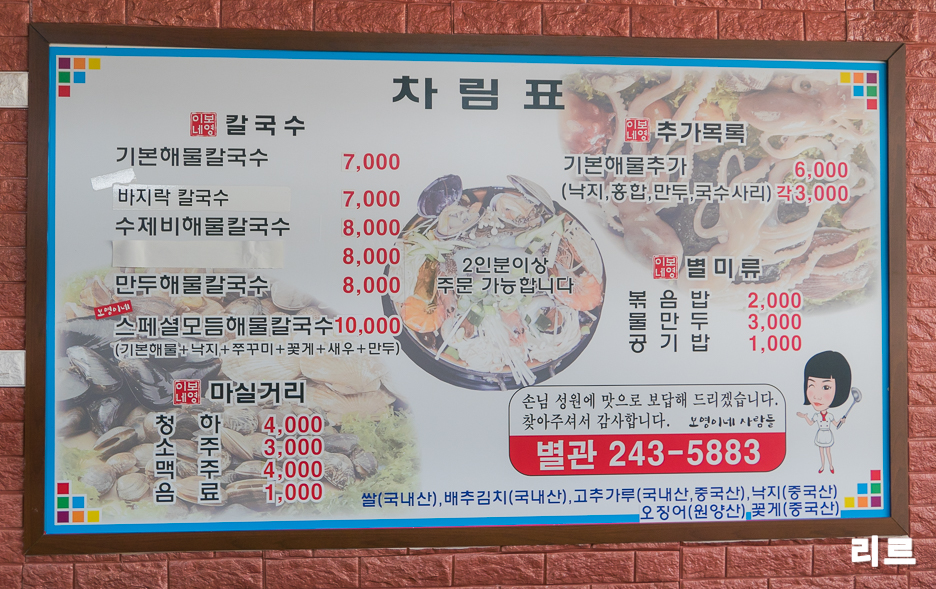 차림표
보영이네 칼국수
기본해물칼국수 7,000
바지락 칼국수 7,000
수제비해물칼국수 8,000
8,000
만두해물칼국수 8,000
보영이네
스페셜모듬해물칼국수 10,000
(기본해물+낙지+쭈꾸미+꽃게+새우+만두)
보영이네 마실거리
청하 4,000
소주 3,000
맥주 4,000
음료 1,000
2인분이상
주문 가능합니다
보영이네 추가목록
기본해물추가 6,000
(낙지,홍합,만두,국수사리) 각3,000
보영이네 별미류
볶음밥 2,000
물만두 3,000
공기밥 1,000
손님 성원에 맛으로 보답해 드리겠습니다.
찾아주셔서 감사합니다. 보영이네 사람들
별관 243-5883
쌀(국내산),배추김치(국내산),고추가루(국내산,중국산),낙지(중국산)
오징어(원양산) 꽃게(중국산)
리르